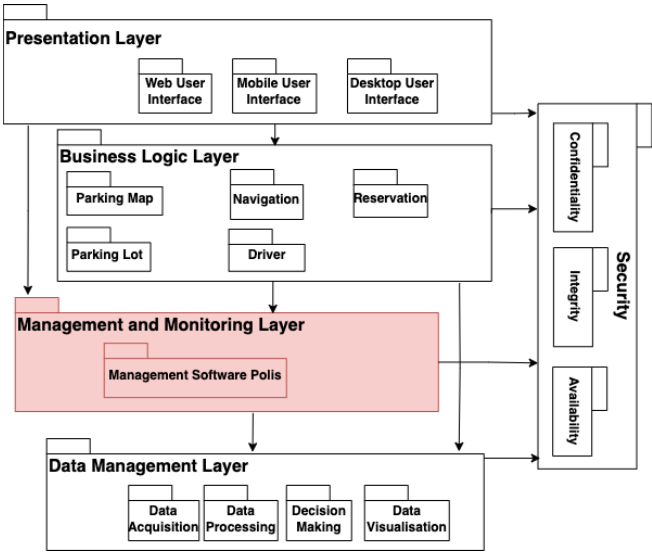 Presentation Layer
Web User
Interface
Mobile User
Interface
Desktop User
Interface
Business Logic Layer
Parking Map
Navigation
Reservation
Parking Lot
Driver
Management and Monitoring Layer
Management Software Polis
Data Management Layer
Data
Acquisition
Data
Processing
Decision
Making
Data
Visualisation
Security
Confidentiality
Integrity
Availability